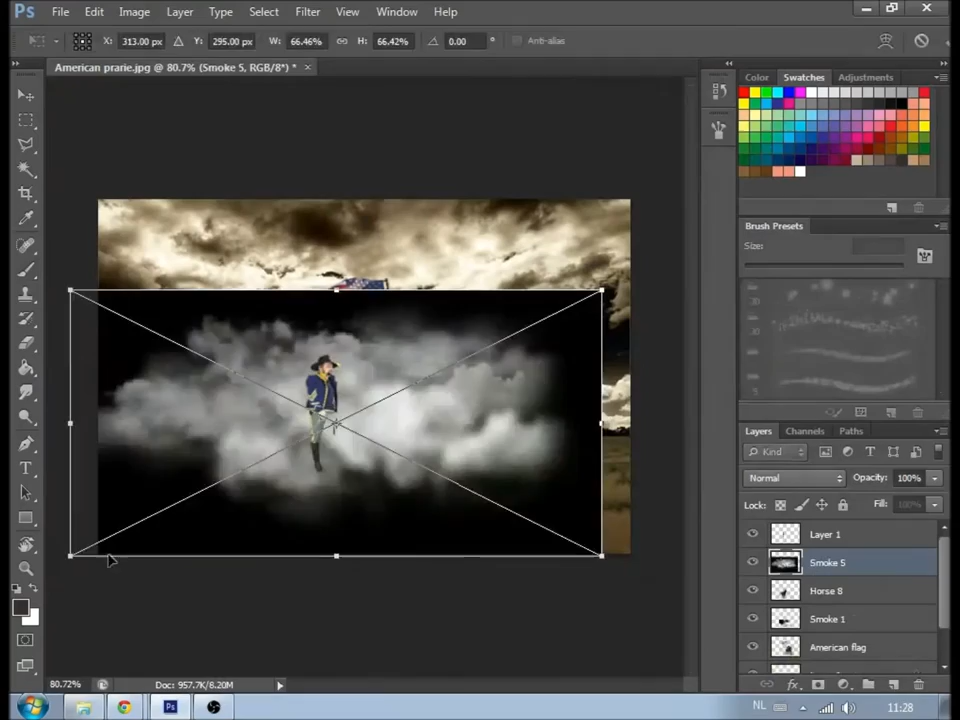 Ps File Edit Image Layer Type Select Filter View Window Help
X: 313.00 px Y: 295.00 px W: 66.46% H: 66.42% 0.00 ° Anti-alias
American prarie.jpg @ 80.7% (Smoke 5, RGB/8*) * ×
Color Swatches Adjustments
Brush Presets
Size:
Layers Channels Paths
Kind
Normal Opacity: 100%
Lock: Fill: 100%
Layer 1
Smoke 5
Horse 8
Smoke 1
American flag
80.72% Doc: 957.7K/8.20M
Ps NL 11:28